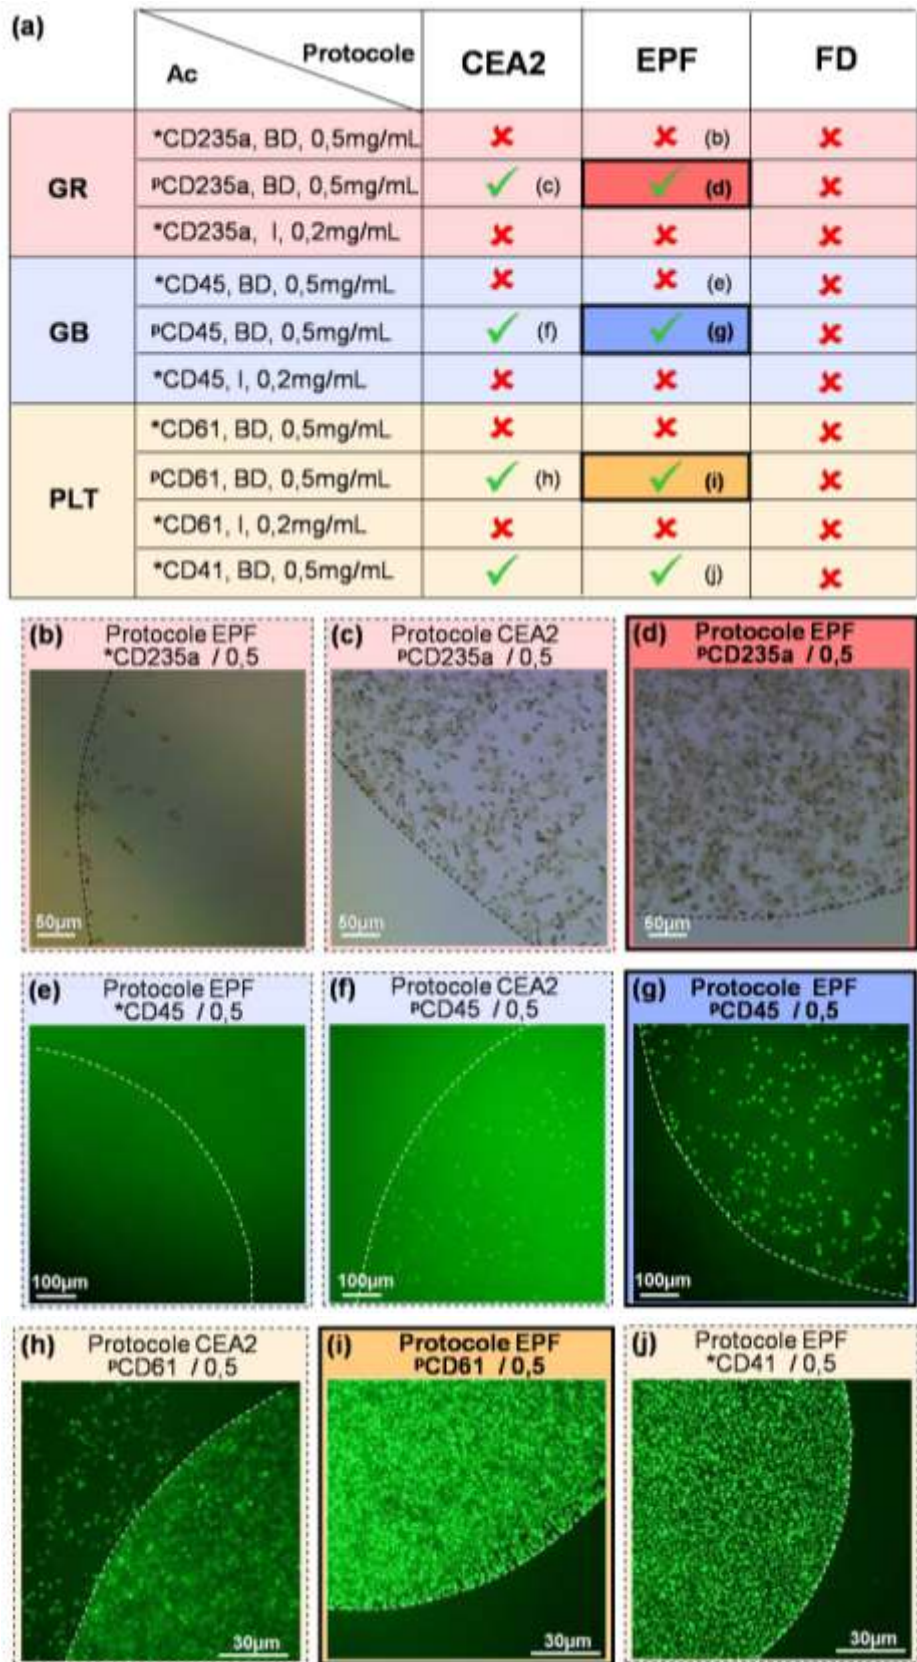 (a)
Protocole
Ac
CEA2
EPF
FD
GR
*CD235a, BD, 0,5mg/mL ✘ ✘ (b) ✘
ᵖCD235a, BD, 0,5mg/mL ✓ (c) ✓ (d) ✘
*CD235a, I, 0,2mg/mL ✘ ✘ ✘
GB
*CD45, BD, 0,5mg/mL ✘ ✘ (e) ✘
ᵖCD45, BD, 0,5mg/mL ✓ (f) ✓ (g) ✘
*CD45, I, 0,2mg/mL ✘ ✘ ✘
PLT
*CD61, BD, 0,5mg/mL ✘ ✘ ✘
ᵖCD61, BD, 0,5mg/mL ✓ (h) ✓ (i) ✘
*CD61, I, 0,2mg/mL ✘ ✘ ✘
*CD41, BD, 0,5mg/mL ✓ ✓ (j) ✘
(b) Protocole EPF
*CD235a / 0,5
50µm
(c) Protocole CEA2
ᵖCD235a / 0,5
50µm
(d) Protocole EPF
ᵖCD235a / 0,5
50µm
(e) Protocole EPF
*CD45 / 0,5
100µm
(f) Protocole CEA2
ᵖCD45 / 0,5
100µm
(g) Protocole EPF
ᵖCD45 / 0,5
100µm
(h) Protocole CEA2
ᵖCD61 / 0,5
30µm
(i) Protocole EPF
ᵖCD61 / 0,5
30µm
(j) Protocole EPF
*CD41 / 0,5
30µm